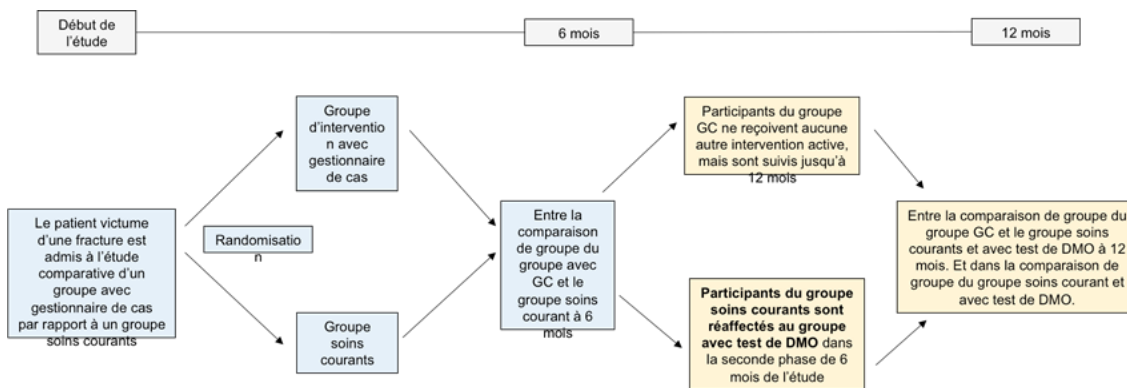 Début de
l'étude
6 mois
12 mois
Le patient victume
d'une fracture est
admis à l'étude
comparative d'un
groupe avec
gestionnaire de cas
par rapport à un groupe
soins courants
Randomisatio
n
Groupe
d'interventio
n avec
gestionnaire
de cas
Groupe
soins
courants
Entre la
comparaison
de groupe du
groupe avec
GC et le
groupe soins
courant à 6
mois
Participants du groupe
GC ne reçoivent aucune
autre intervention active,
mais sont suivis jusqu'à
12 mois
Participants du groupe
soins courants sont
réaffectés au groupe
avec test de DMO dans
la seconde phase de 6
mois de l'étude
Entre la comparaison de groupe du
groupe GC et le groupe soins
courants et avec test de DMO à 12
mois. Et dans la comparaison de
groupe du groupe soins courant et
avec test de DMO.